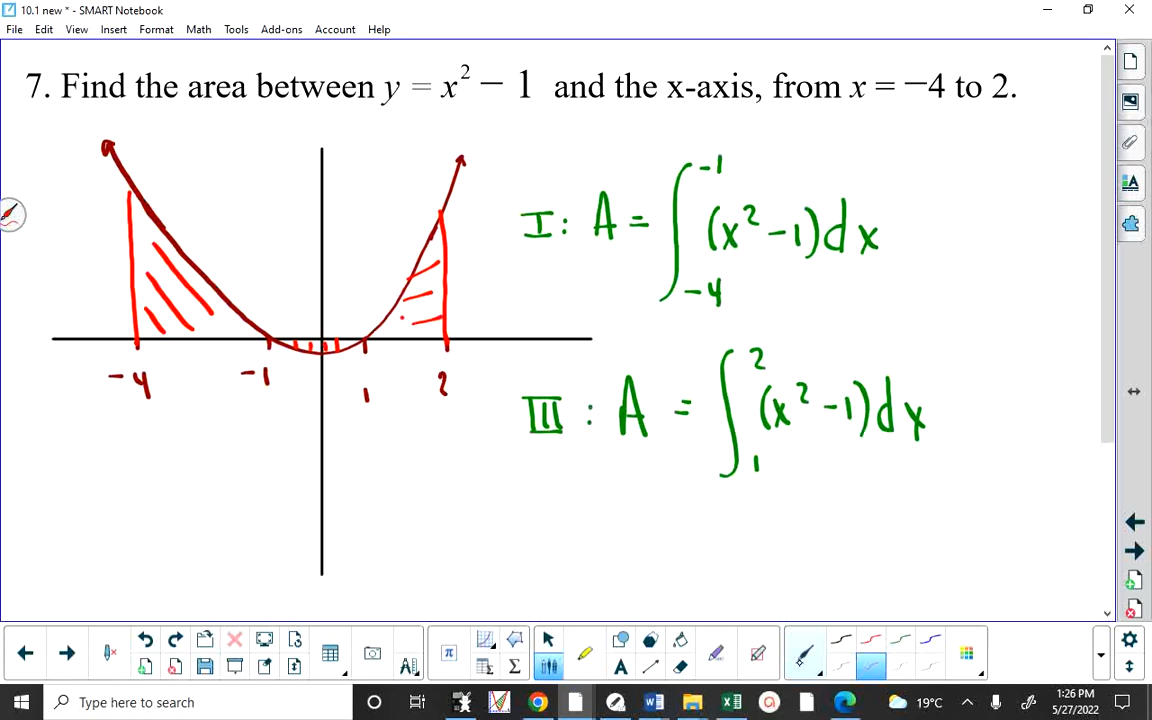 10.1 new * - SMART Notebook
File Edit View Insert Format Math Tools Add-ons Account Help
7. Find the area between y = x² − 1 and the x-axis, from x = −4 to 2.
I: A = ∫_{-4}^{-1} (x² - 1) dx
-4 -1 1 2
III: A = ∫_{1}^{2} (x² - 1) dx
Type here to search
19°C
1:26 PM
5/27/2022